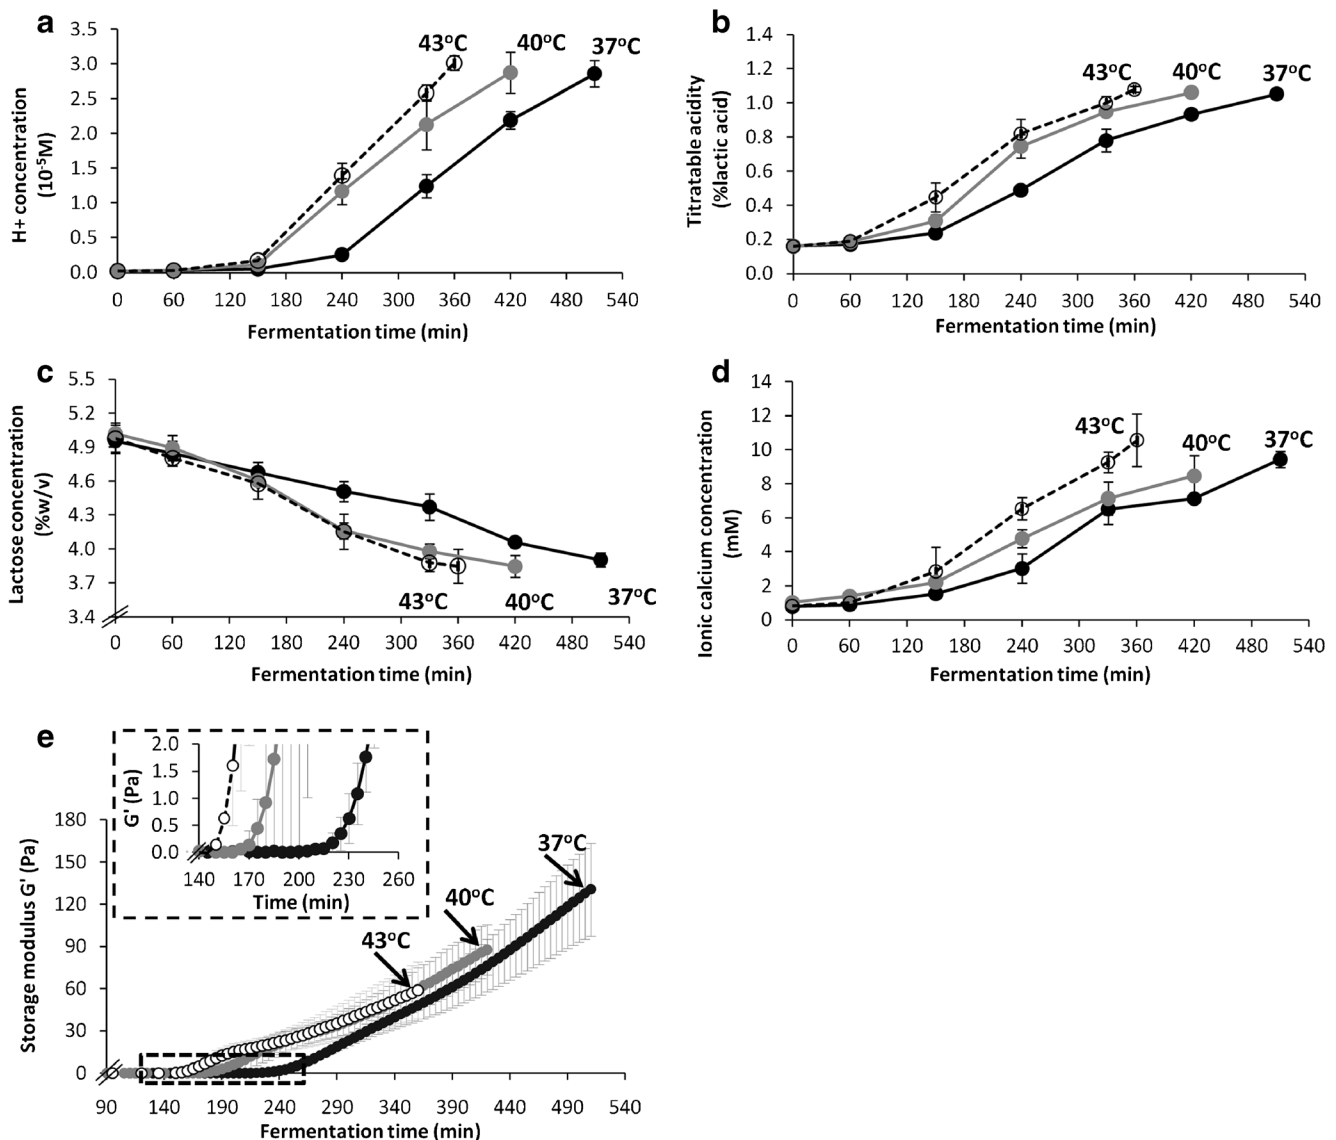 a
H+ concentration
(10⁻⁵M)
3.5
3.0
2.5
2.0
1.5
1.0
0.5
0.0
43°C
40°C
37°C
0 60 120 180 240 300 360 420 480 540
Fermentation time (min)
b
Titratable acidity
(%lactic acid)
1.4
1.2
1.0
0.8
0.6
0.4
0.2
0.0
43°C
40°C
37°C
0 60 120 180 240 300 360 420 480 540
Fermentation time (min)
c
Lactose concentration
(%w/v)
5.5
5.2
4.9
4.6
4.3
4.0
3.7
3.4
43°C
40°C
37°C
0 60 120 180 240 300 360 420 480 540
Fermentation time (min)
d
Ionic calcium concentration
(mM)
14
12
10
8
6
4
2
0
43°C
40°C
37°C
0 60 120 180 240 300 360 420 480 540
Fermentation time (min)
e
G' (Pa)
2.0
1.5
1.0
0.5
0.0
140 170 200 230 260
Time (min)
Storage modulus G' (Pa)
180
150
120
90
60
30
0
37°C
40°C
43°C
90 140 190 240 290 340 390 440 490 540
Fermentation time (min)